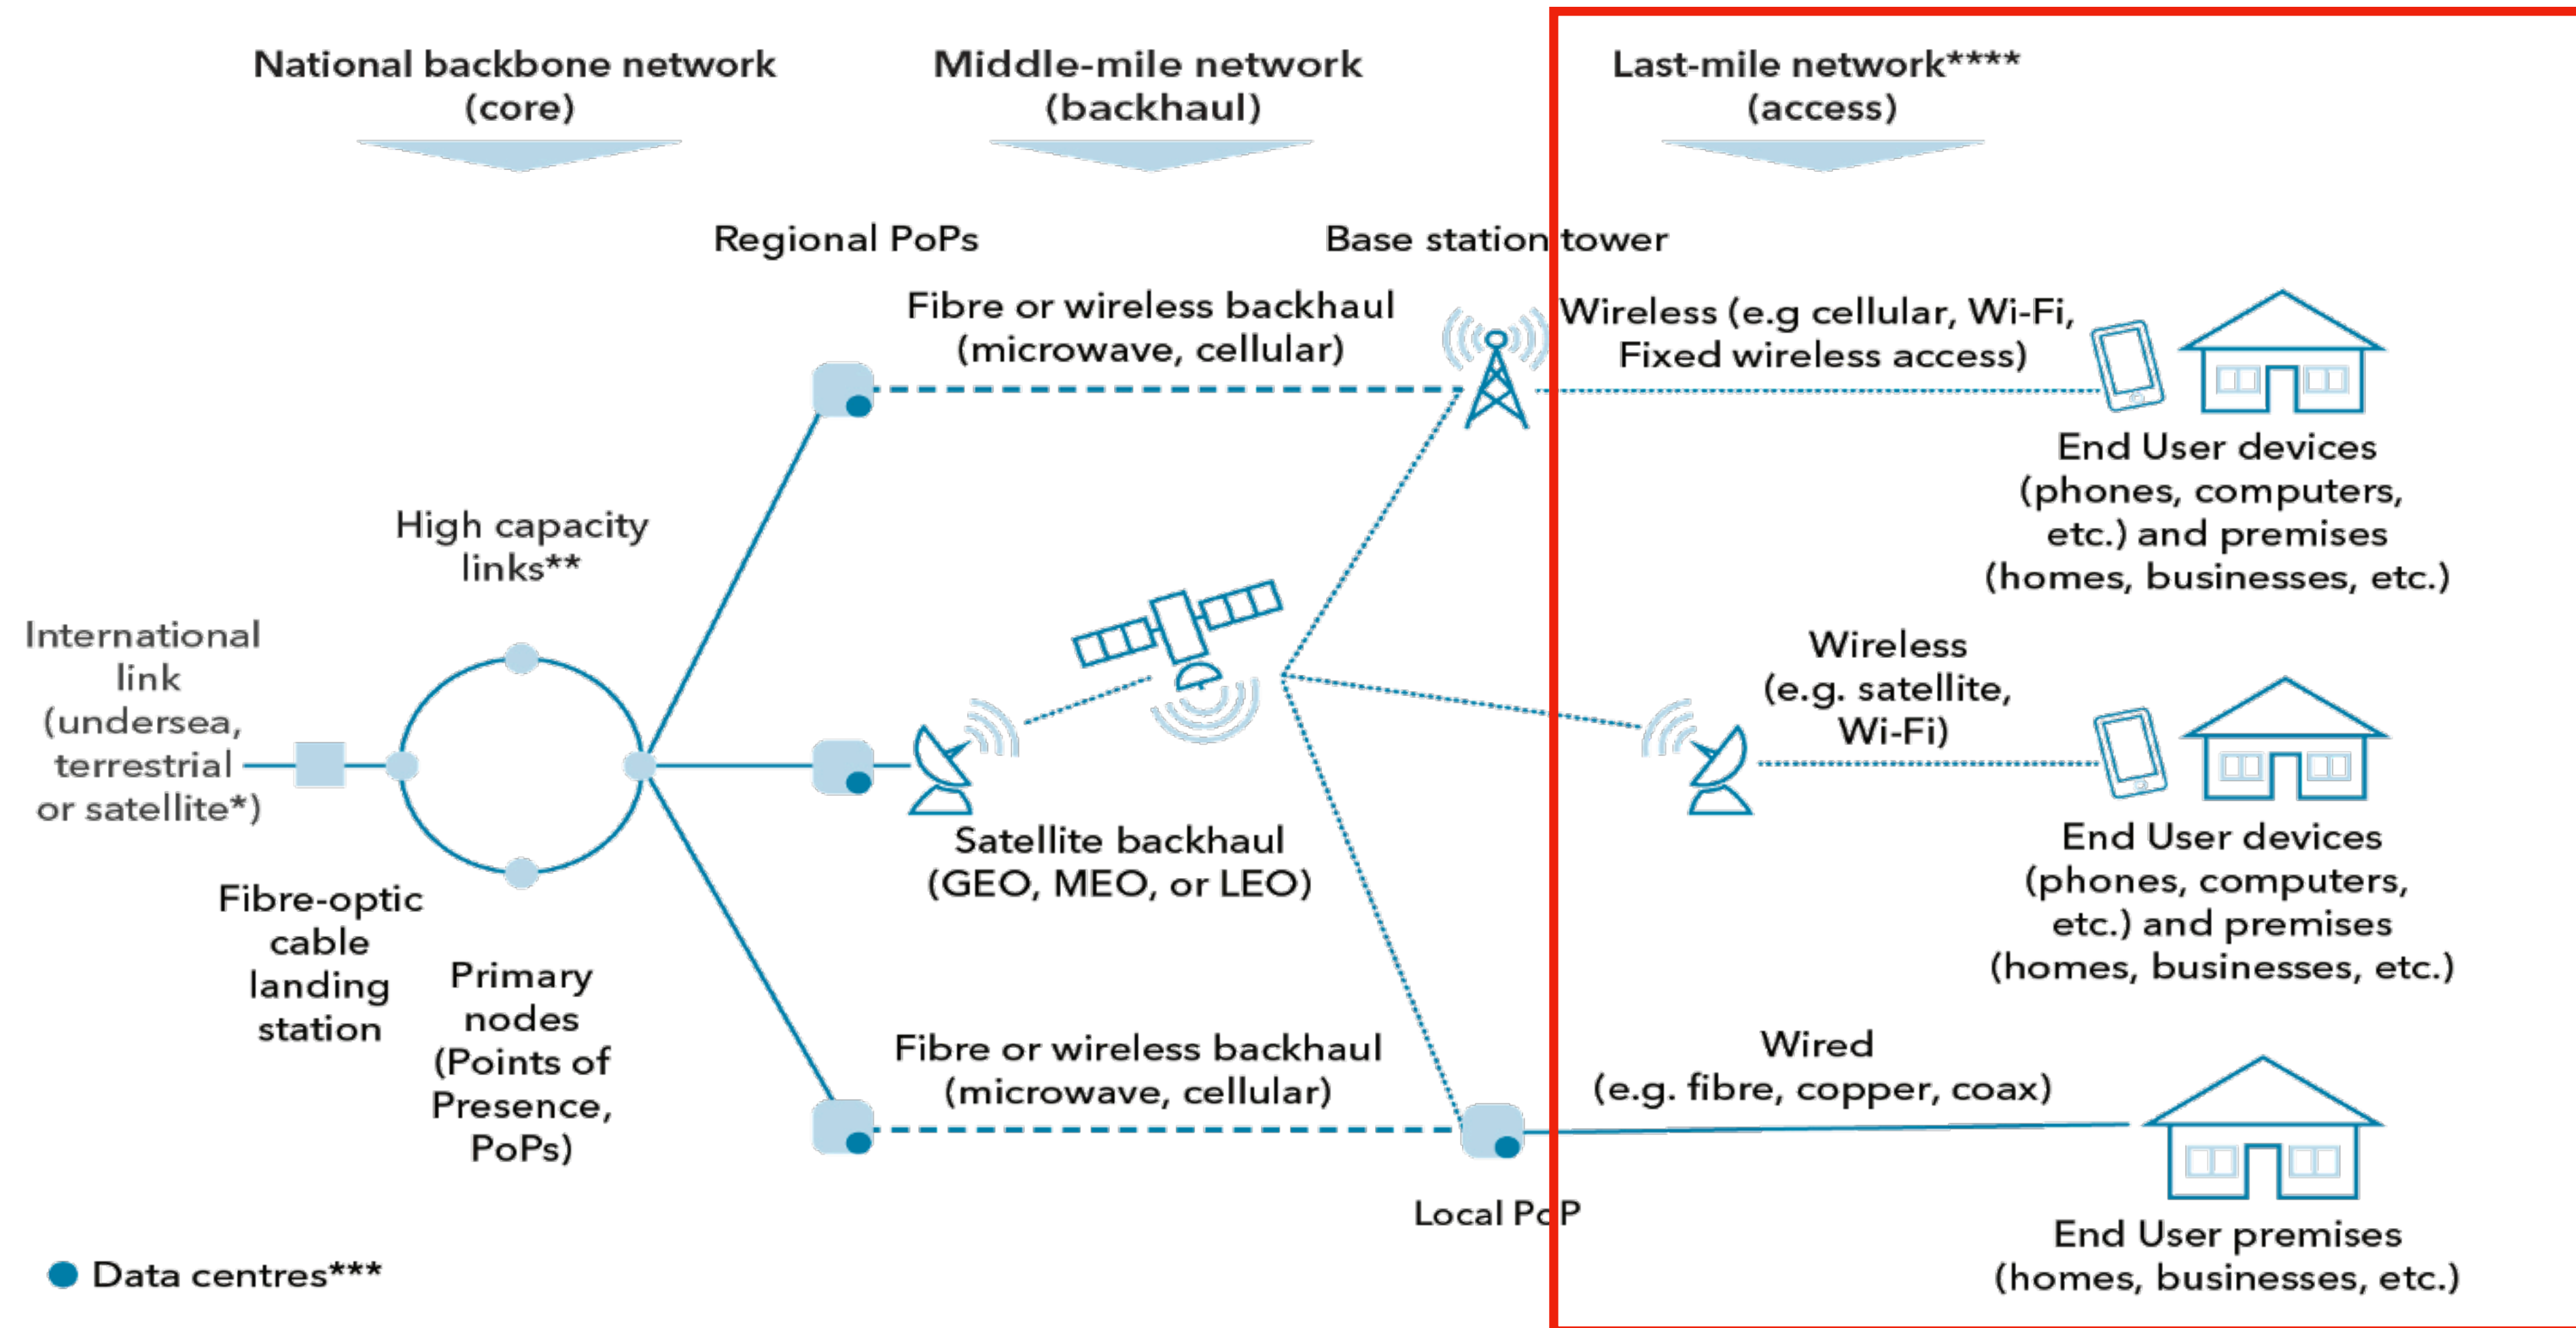 National backbone network
(core)
Middle-mile network
(backhaul)
Last-mile network****
(access)
Regional PoPs
Base station tower
Fibre or wireless backhaul
(microwave, cellular)
Wireless (e.g cellular, Wi-Fi,
Fixed wireless access)
End User devices
(phones, computers,
etc.) and premises
(homes, businesses, etc.)
High capacity
links**
International
link
(undersea,
terrestrial
or satellite*)
Wireless
(e.g. satellite,
Wi-Fi)
Satellite backhaul
(GEO, MEO, or LEO)
End User devices
(phones, computers,
etc.) and premises
(homes, businesses, etc.)
Fibre-optic
cable
landing
station
Primary
nodes
(Points of
Presence,
PoPs)
Fibre or wireless backhaul
(microwave, cellular)
Wired
(e.g. fibre, copper, coax)
Local PoP
End User premises
(homes, businesses, etc.)
Data centres***